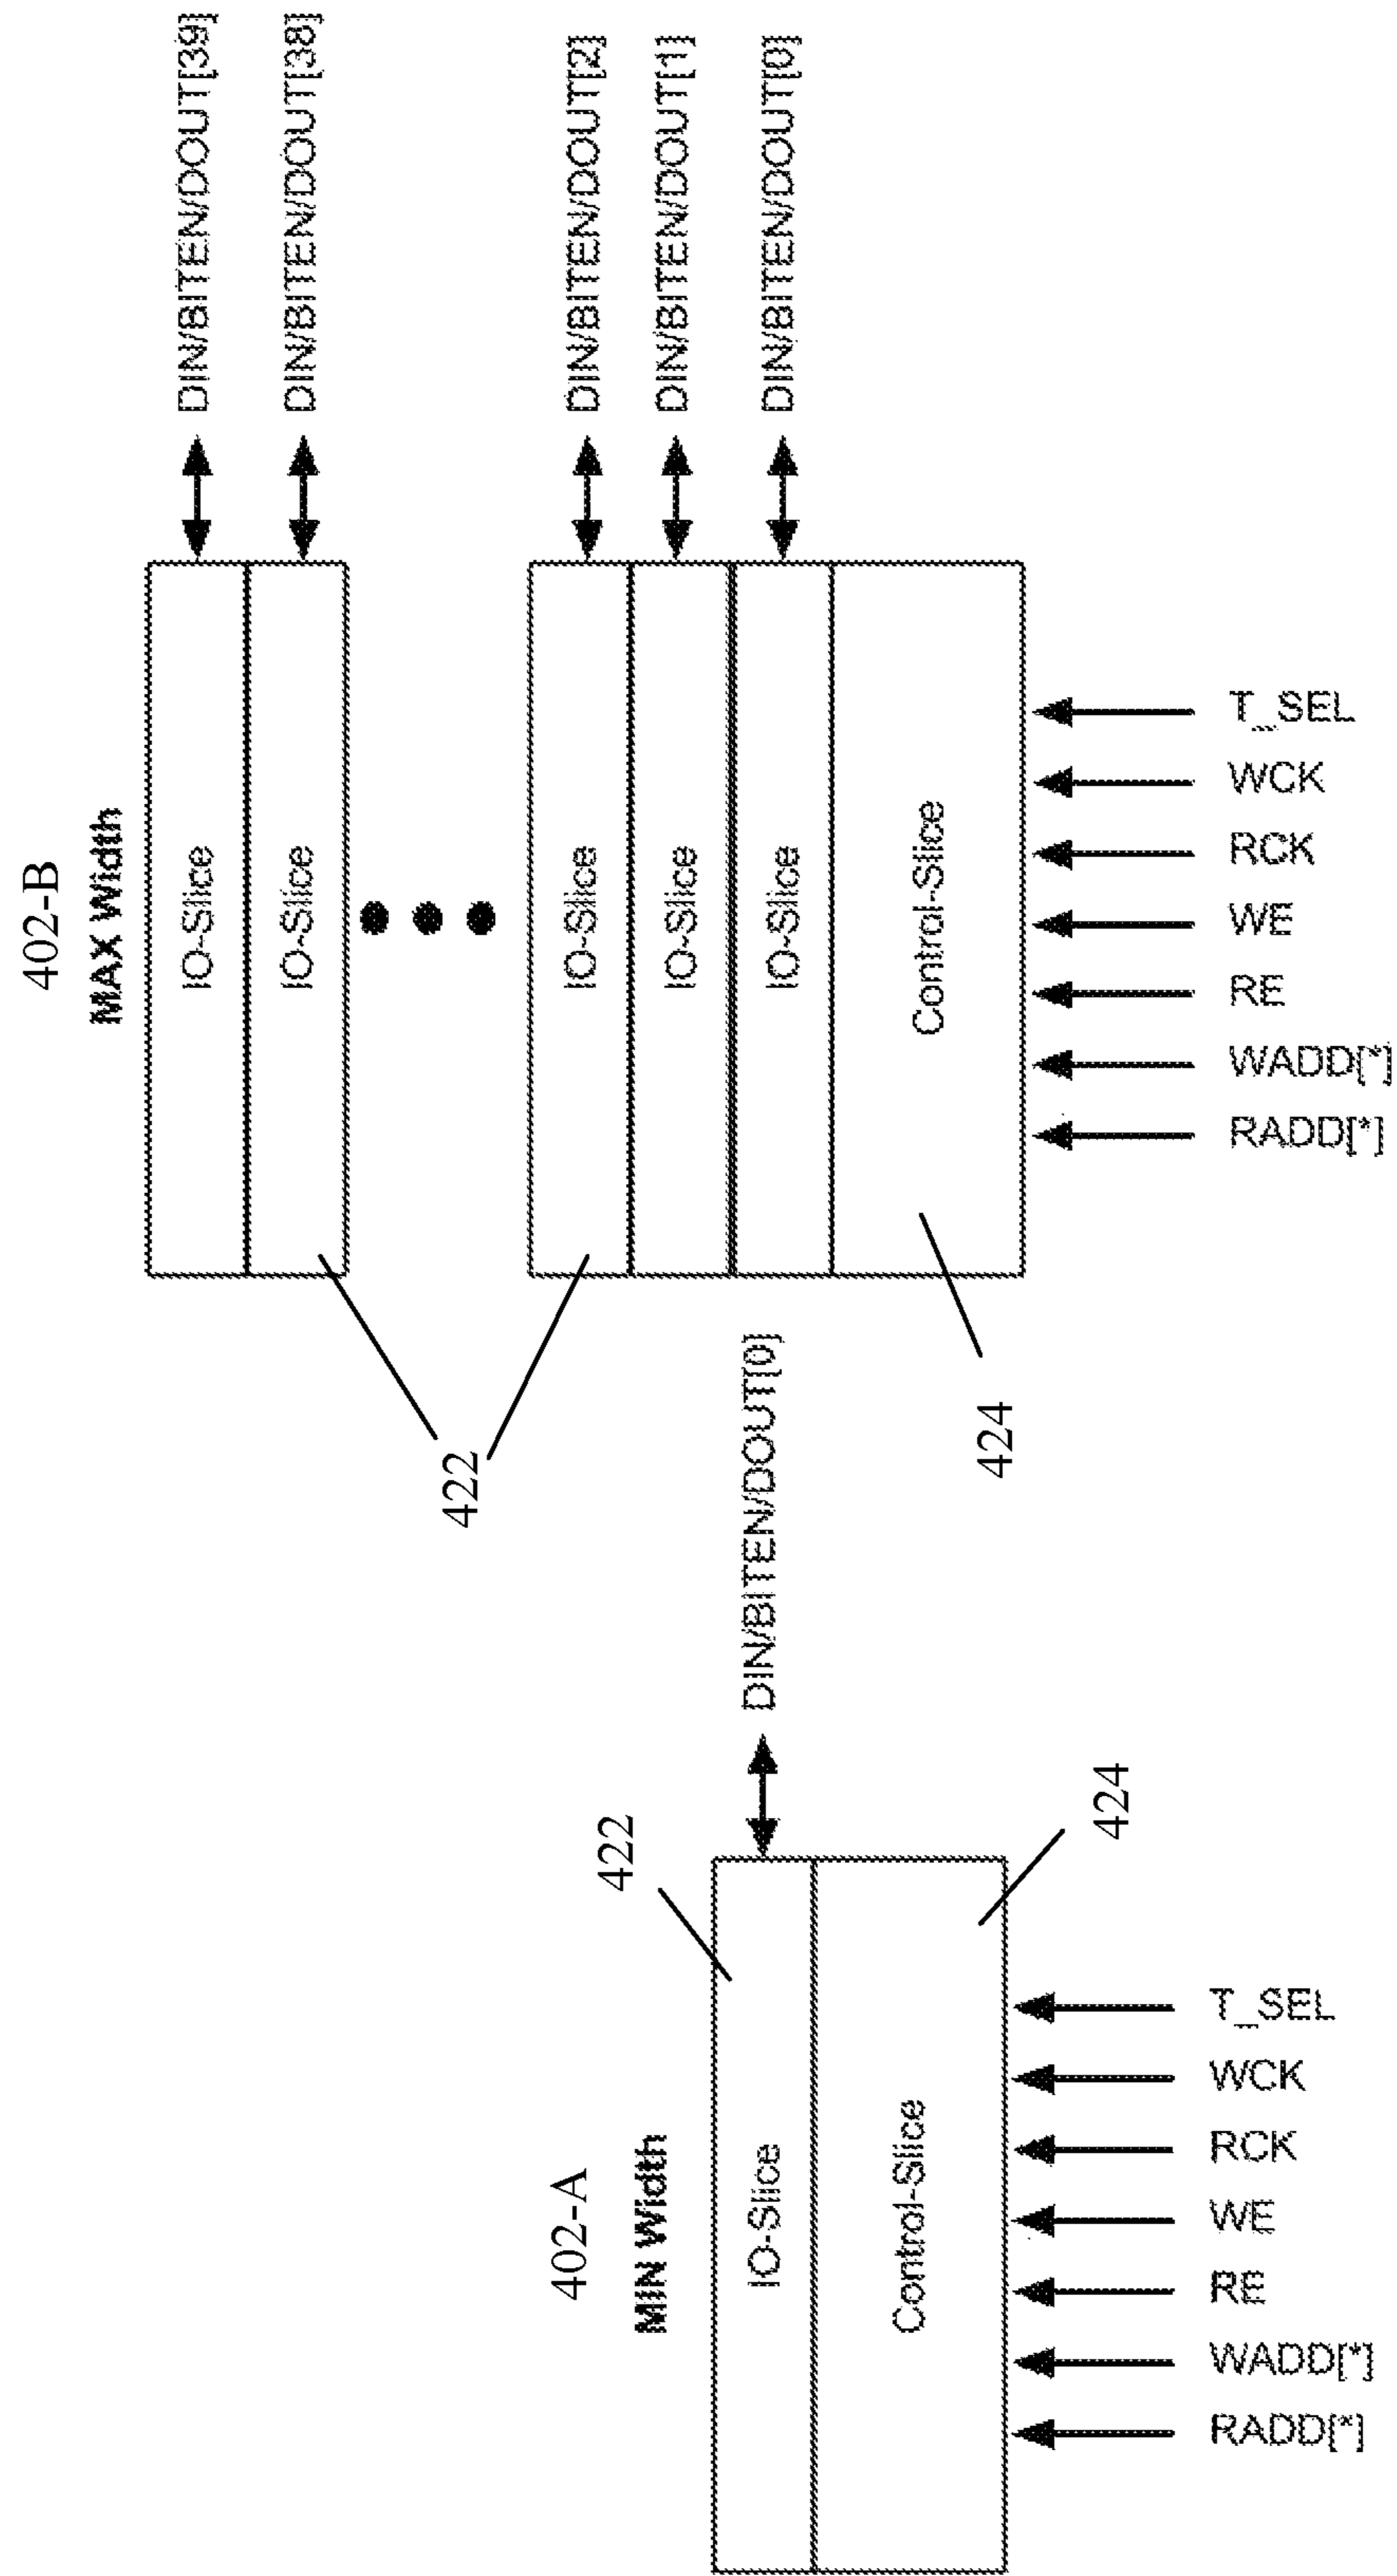 402-A
MIN Width
IO-Slice
Control-Slice
422
424
DIN/BITEN/DOUT[0]
RADD[*]
WADD[*]
RE
WE
RCK
WCK
T_SEL
402-B
MAX Width
IO-Slice
IO-Slice
IO-Slice
IO-Slice
IO-Slice
Control-Slice
422
424
DIN/BITEN/DOUT[39]
DIN/BITEN/DOUT[38]
DIN/BITEN/DOUT[2]
DIN/BITEN/DOUT[1]
DIN/BITEN/DOUT[0]
RADD[*]
WADD[*]
RE
WE
RCK
WCK
T_SEL